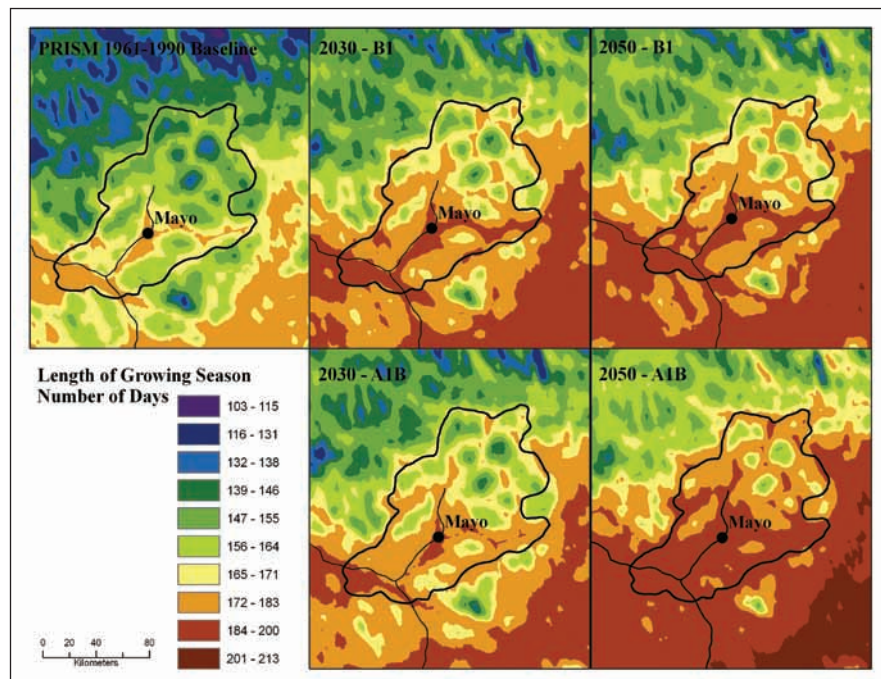 PRISM 1961-1990 Baseline
2030 - B1
2050 - B1
Mayo
Mayo
Mayo
Length of Growing Season
Number of Days
103 - 115
116 - 131
132 - 138
139 - 146
147 - 155
156 - 164
165 - 171
172 - 183
184 - 200
201 - 213
0 20 40 80
Kilometers
2030 - A1B
2050 - A1B
Mayo
Mayo